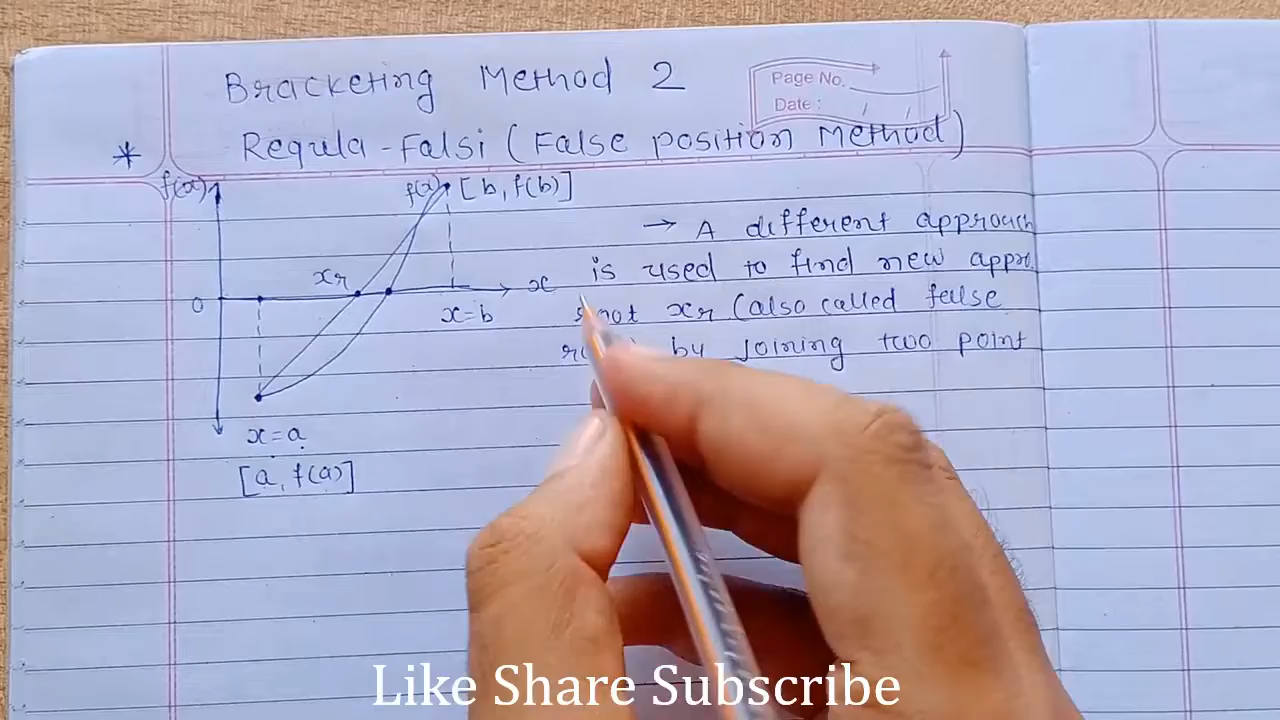 Bracketing Method 2
Page No.
Date :
* Regula-Falsi (False position Method)
f(x)
f(x) [b, f(b)]
→ A different approach
is used to find new appro.
xr
x
0
x=b
root xr (also called false
by joining two point
x=a
[a, f(a)]
Like Share Subscribe